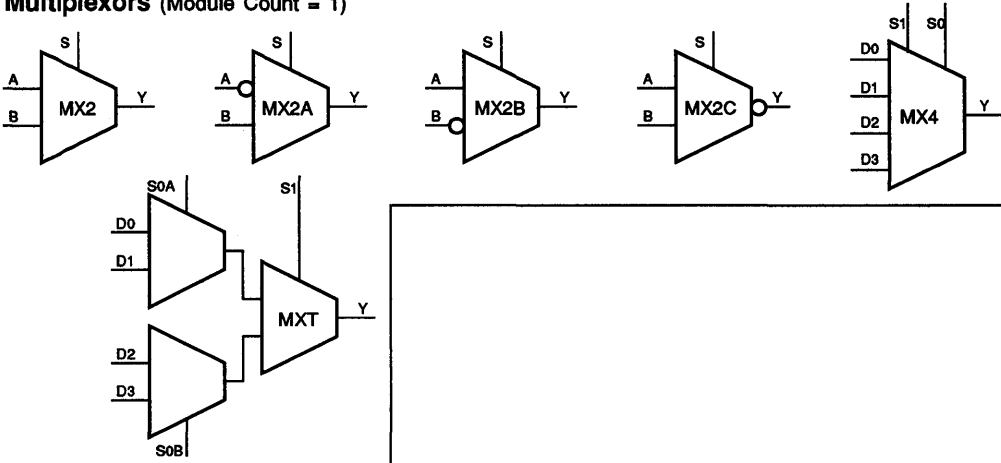 Multiplexors (Module Count = 1)
S
A
B
MX2
Y
S
A
B
MX2A
Y
S
A
B
MX2B
Y
S
A
B
MX2C
Y
S1
S0
D0
D1
D2
D3
MX4
Y
S0A
D0
D1
S1
MXT
Y
D2
D3
S0B